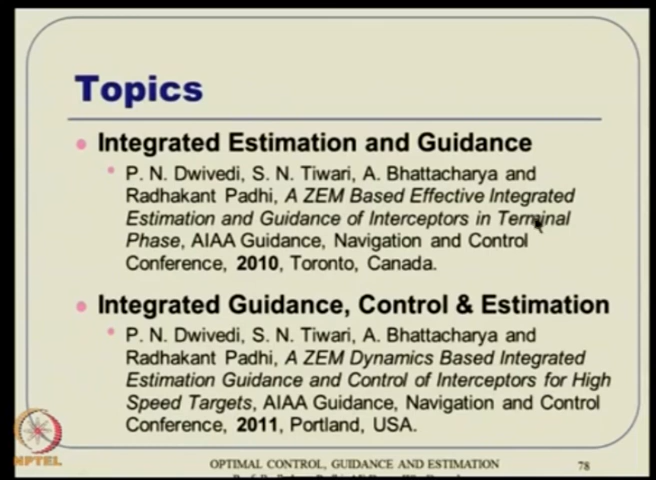 Topics
Integrated Estimation and Guidance
P. N. Dwivedi, S. N. Tiwari, A. Bhattacharya and
Radhakant Padhi, A ZEM Based Effective Integrated
Estimation and Guidance of Interceptors in Terminal
Phase, AIAA Guidance, Navigation and Control
Conference, 2010, Toronto, Canada.
Integrated Guidance, Control & Estimation
P. N. Dwivedi, S. N. Tiwari, A. Bhattacharya and
Radhakant Padhi, A ZEM Dynamics Based Integrated
Estimation Guidance and Control of Interceptors for High
Speed Targets, AIAA Guidance, Navigation and Control
Conference, 2011, Portland, USA.
NPTEL
OPTIMAL CONTROL, GUIDANCE AND ESTIMATION 78